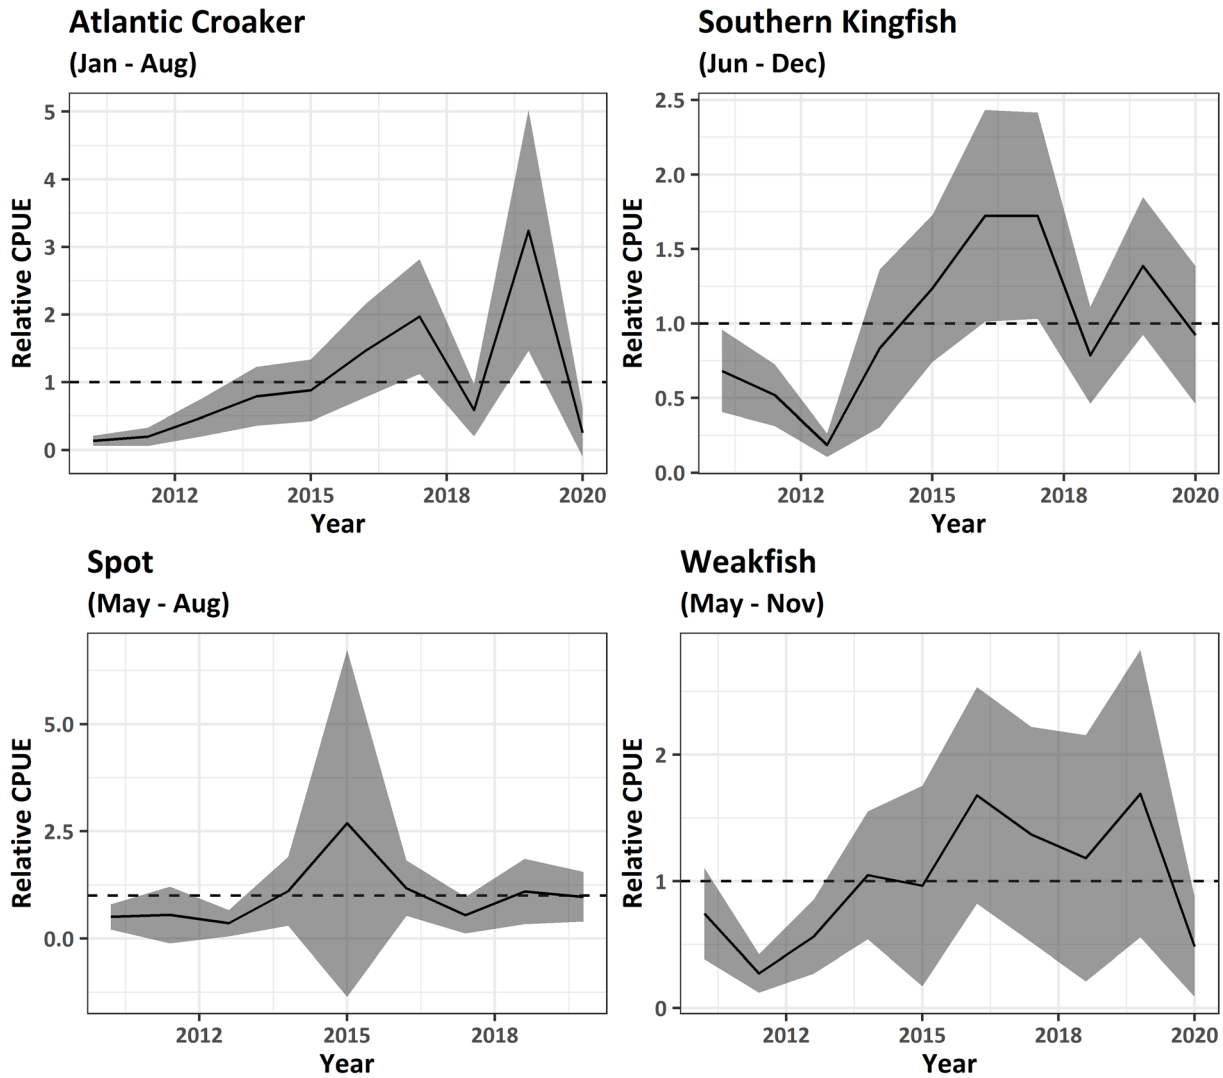 Atlantic Croaker
(Jan - Aug)
Relative CPUE
5
4
3
2
1
0
2012 2015 2018 2020
Year
Southern Kingfish
(Jun - Dec)
Relative CPUE
2.5
2.0
1.5
1.0
0.5
0.0
2012 2015 2018 2020
Year
Spot
(May - Aug)
Relative CPUE
5.0
2.5
0.0
2012 2015 2018
Year
Weakfish
(May - Nov)
Relative CPUE
2
1
0
2012 2015 2018 2020
Year